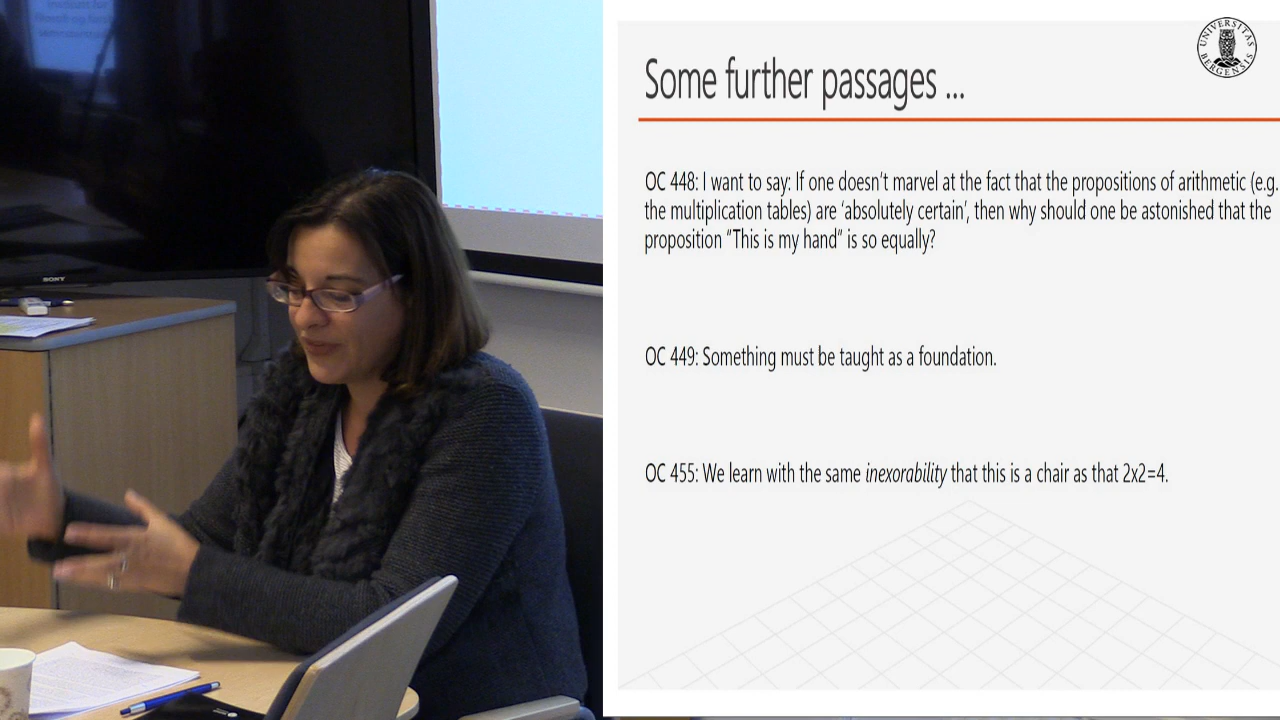 SONY
UNIVERSITAS
BERGENSIS
Some further passages ...
OC 448: I want to say: If one doesn't marvel at the fact that the propositions of arithmetic (e.g.
the multiplication tables) are ‘absolutely certain’, then why should one be astonished that the
proposition “This is my hand” is so equally?
OC 449: Something must be taught as a foundation.
OC 455: We learn with the same inexorability that this is a chair as that 2x2=4.